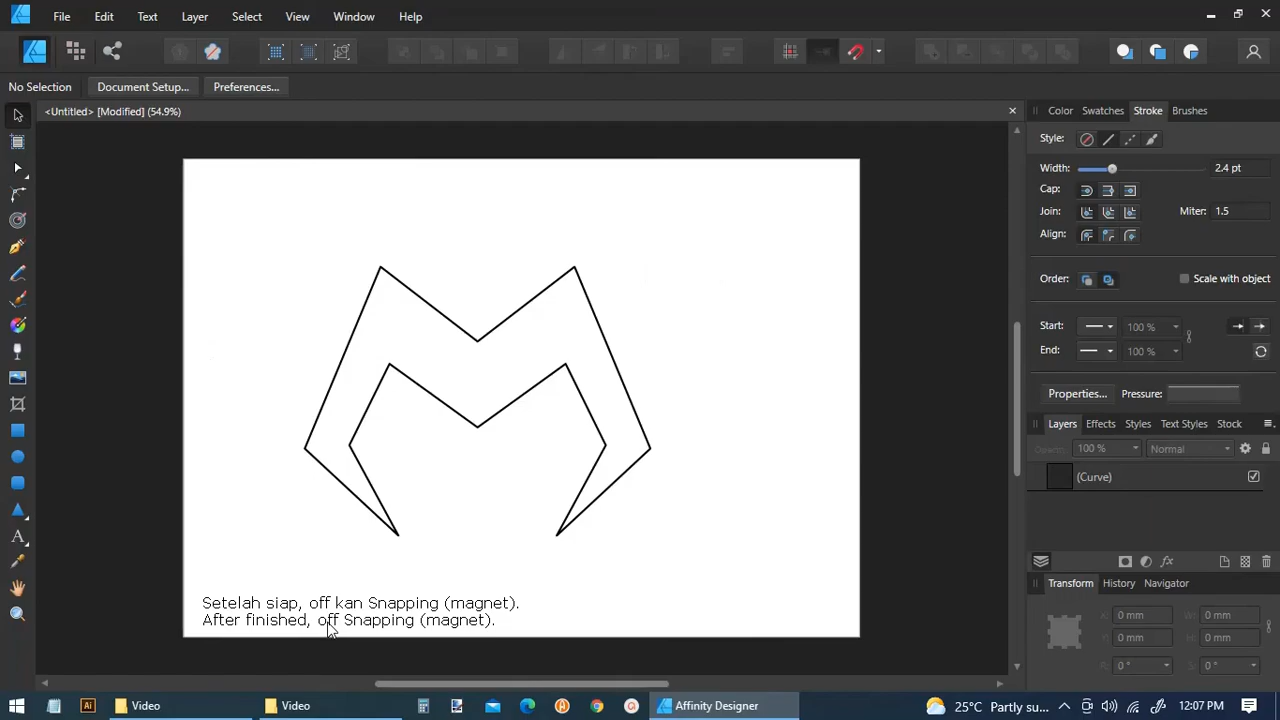 File Edit Text Layer Select View Window Help
No Selection Document Setup... Preferences...
<Untitled> [Modified] (54.9%)
Color Swatches Stroke Brushes
Style:
Width: 2.4 pt
Cap:
Join: Miter: 1.5
Align:
Order: Scale with object
Start: 100 %
End: 100 %
Properties... Pressure:
Layers Effects Styles Text Styles Stock
100 % Normal
(Curve)
Transform History Navigator
X: 0 mm W: 0 mm
Y: 0 mm H: 0 mm
R: 0 ° S: 0 °
Setelah siap, off kan Snapping (magnet).
After finished, off Snapping (magnet).
Ai Video Video Affinity Designer 25°C Partly su... 12:07 PM